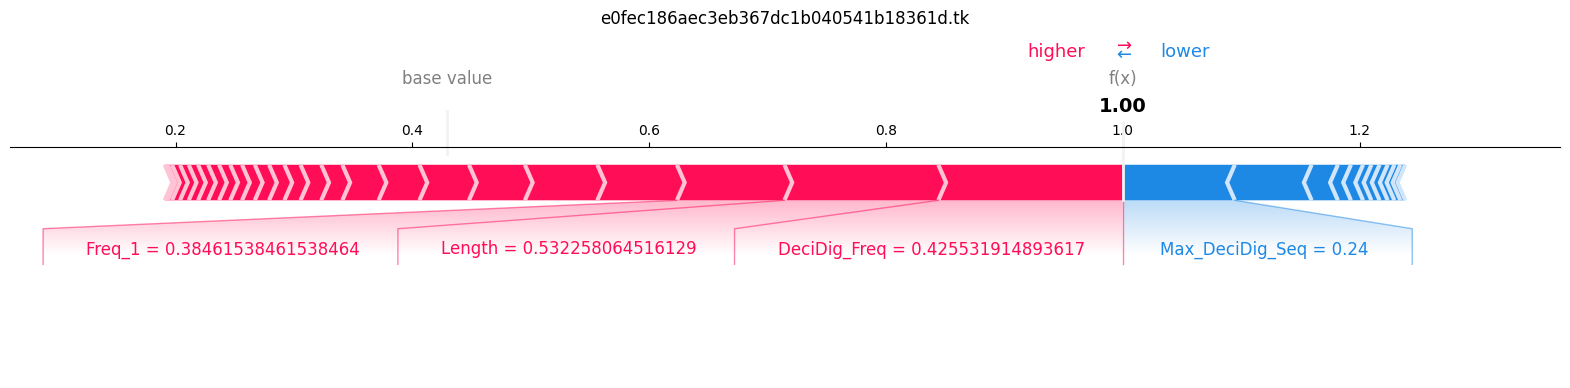 e0fec186aec3eb367dc1b040541b18361d.tk
higher → ← lower
base value f(x)
1.00
0.2 0.4 0.6 0.8 1.0 1.2
Freq_1 = 0.38461538461538464 Length = 0.532258064516129 DeciDig_Freq = 0.425531914893617 Max_DeciDig_Seq = 0.24